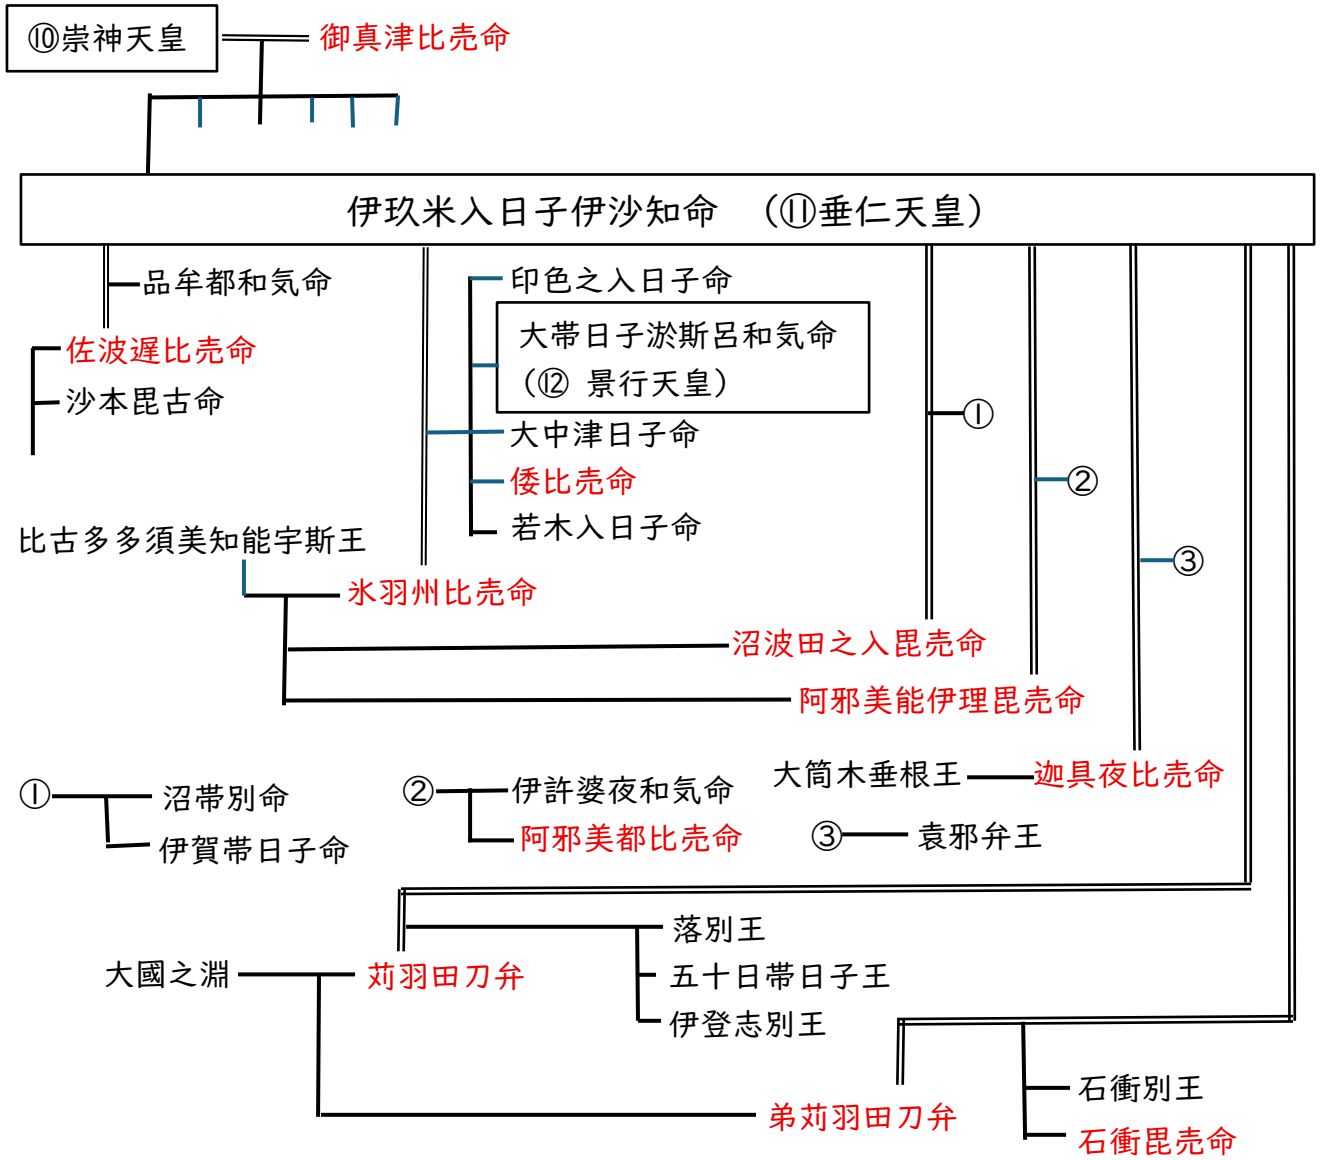 ⑩崇神天皇
御真津比売命
伊玖米入日子伊沙知命 (⑪垂仁天皇)
品牟都和気命
佐波遅比売命
沙本毘古命
印色之入日子命
大帯日子淤斯呂和気命
(⑫ 景行天皇)
大中津日子命
倭比売命
若木入日子命
①
②
③
比古多多須美知能宇斯王
氷羽州比売命
沼波田之入毘売命
阿邪美能伊理毘売命
大筒木垂根王
迦具夜比売命
①
沼帯別命
伊賀帯日子命
②
伊許婆夜和気命
阿邪美都比売命
③
袁邪弁王
落別王
五十日帯日子王
伊登志別王
大國之淵
苅羽田刀弁
弟苅羽田刀弁
石衝別王
石衝毘売命